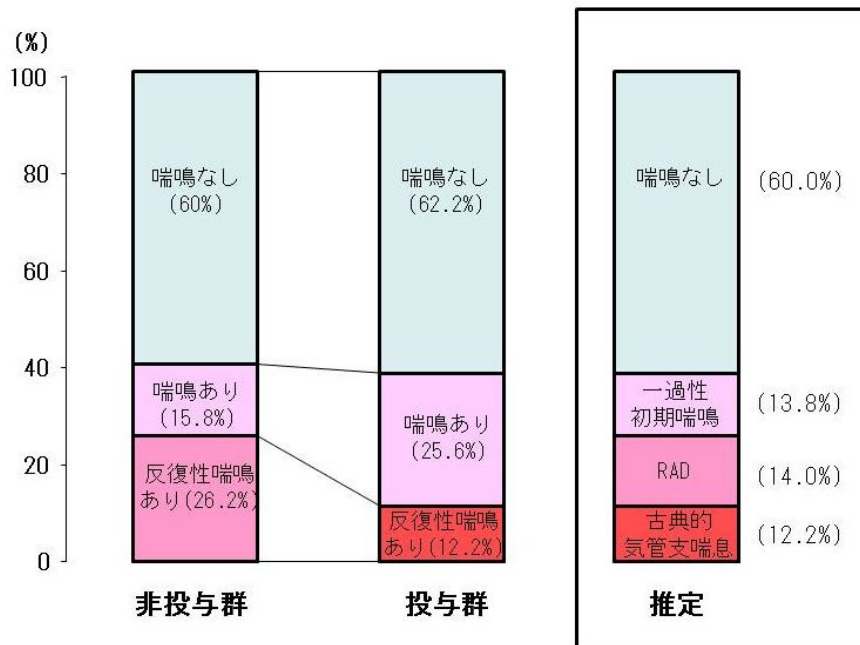 (%)
100
80
60
40
20
0
喘鳴なし
(60%)
喘鳴あり
(15.8%)
反復性喘鳴
あり(26.2%)
非投与群
喘鳴なし
(62.2%)
喘鳴あり
(25.6%)
反復性喘鳴
あり(12.2%)
投与群
喘鳴なし
(60.0%)
一過性
初期喘鳴
(13.8%)
RAD
(14.0%)
古典的
気管支喘息
(12.2%)
推定